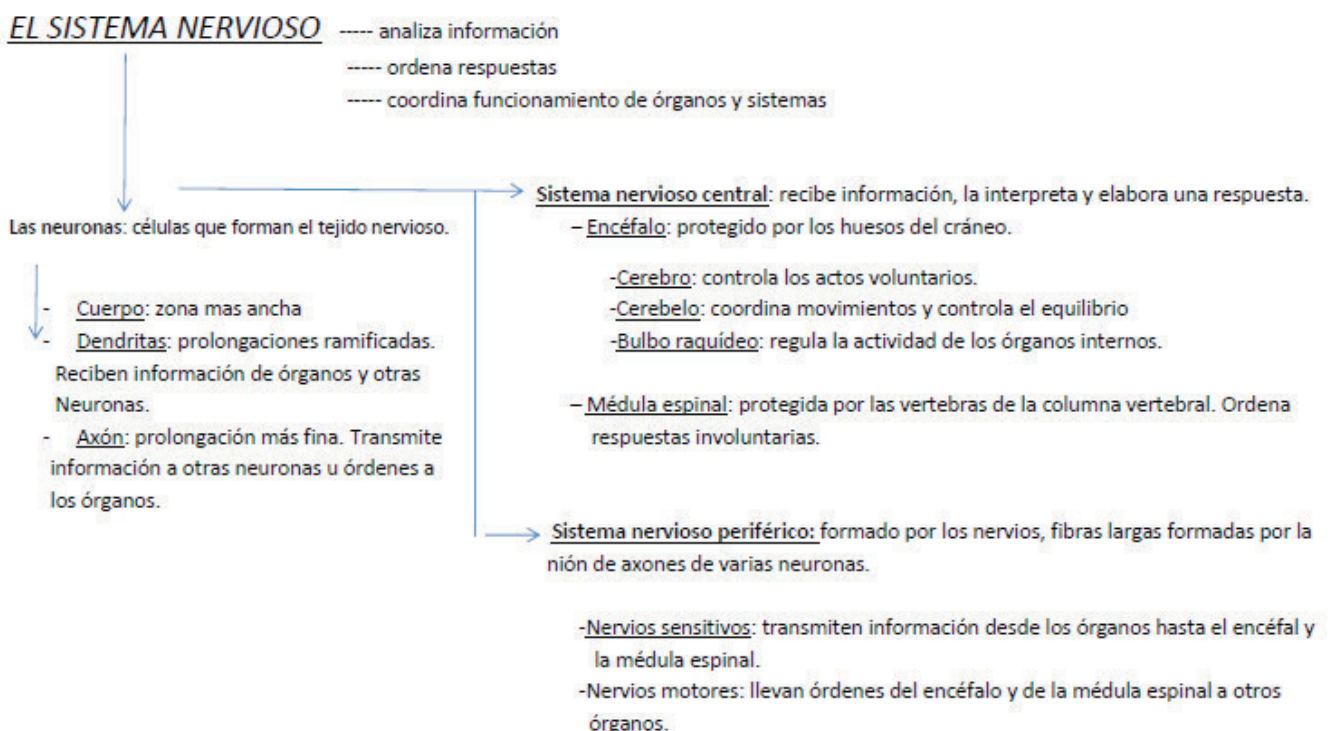 EL SISTEMA NERVIOSO ----- analiza información
----- ordena respuestas
----- coordina funcionamiento de órganos y sistemas
Las neuronas: células que forman el tejido nervioso.
- Cuerpo: zona mas ancha
- Dendritas: prolongaciones ramificadas.
Reciben información de órganos y otras
Neuronas.
- Axón: prolongación más fina. Transmite
información a otras neuronas u órdenes a
los órganos.
Sistema nervioso central: recibe información, la interpreta y elabora una respuesta.
– Encéfalo: protegido por los huesos del cráneo.
-Cerebro: controla los actos voluntarios.
-Cerebelo: coordina movimientos y controla el equilibrio
-Bulbo raquídeo: regula la actividad de los órganos internos.
– Médula espinal: protegida por las vertebras de la columna vertebral. Ordena
respuestas involuntarias.
Sistema nervioso periférico: formado por los nervios, fibras largas formadas por la
nión de axones de varias neuronas.
-Nervios sensitivos: transmiten información desde los órganos hasta el encéfal y
la médula espinal.
-Nervios motores: llevan órdenes del encéfalo y de la médula espinal a otros
órganos.